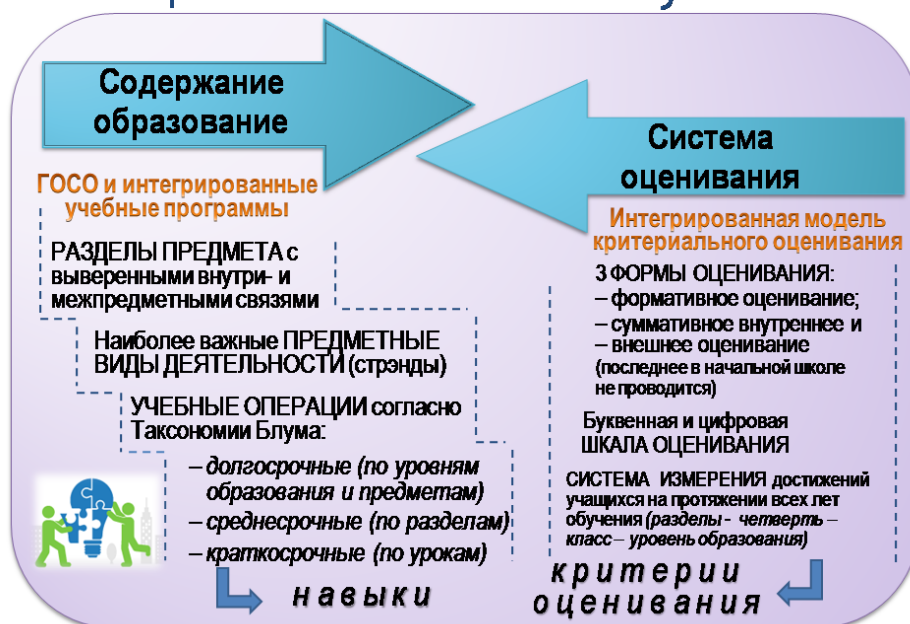 Содержание
образование
Система
оценивания
ГОСО и интегрированные
учебные программы
РАЗДЕЛЫ ПРЕДМЕТА с
выверенными внутри- и
межпредметными связями
Наиболее важные ПРЕДМЕТНЫЕ
ВИДЫ ДЕЯТЕЛЬНОСТИ (стрэнды)
УЧЕБНЫЕ ОПЕРАЦИИ согласно
Таксономии Блума:
– долгосрочные (по уровням
образования и предметам)
– среднесрочные (по разделам)
– краткосрочные (по урокам)
навыки
Интегрированная модель
критериального оценивания
3 ФОРМЫ ОЦЕНИВАНИЯ:
– формативное оценивание;
– суммативное внутреннее и
– внешнее оценивание
(последнее в начальной школе
не проводится)
Буквенная и цифровая
ШКАЛА ОЦЕНИВАНИЯ
СИСТЕМА ИЗМЕРЕНИЯ достижений
учащихся на протяжении всех лет
обучения (разделы - четверть –
класс – уровень образования)
критерии
оценивания